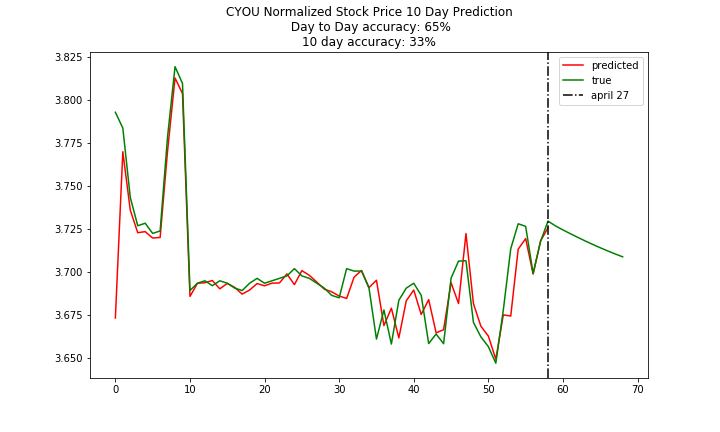 CYOU Normalized Stock Price 10 Day Prediction
Day to Day accuracy: 65%
10 day accuracy: 33%
3.825
3.800
3.775
3.750
3.725
3.700
3.675
3.650
0
10
20
30
40
50
60
70
predicted
true
april 27